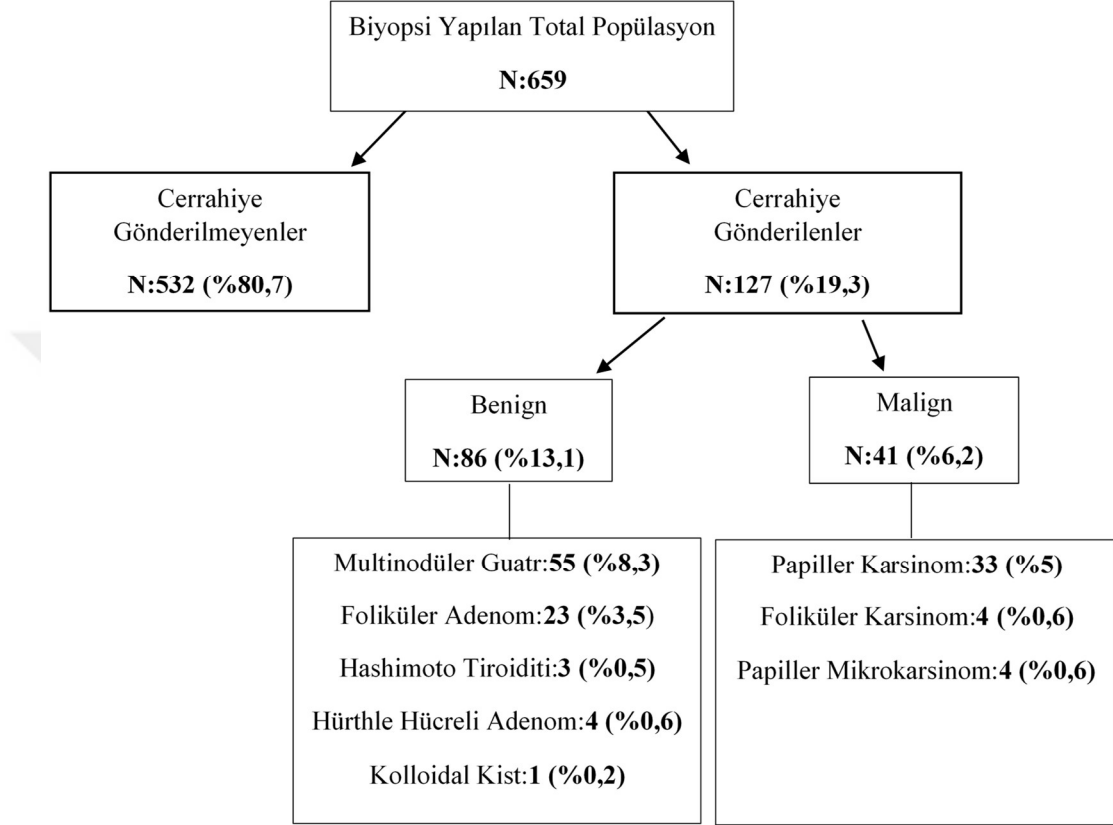 Biyopsi Yapılan Total Popülasyon
N:659
Cerrahiye
Gönderilmeyenler
N:532 (%80,7)
Cerrahiye
Gönderilenler
N:127 (%19,3)
Benign
N:86 (%13,1)
Malign
N:41 (%6,2)
Multinodüler Guatr:55 (%8,3)
Foliküler Adenom:23 (%3,5)
Hashimoto Tiroiditi:3 (%0,5)
Hürthle Hücreli Adenom:4 (%0,6)
Kolloidal Kist:1 (%0,2)
Papiller Karsinom:33 (%5)
Foliküler Karsinom:4 (%0,6)
Papiller Mikrokarsinom:4 (%0,6)